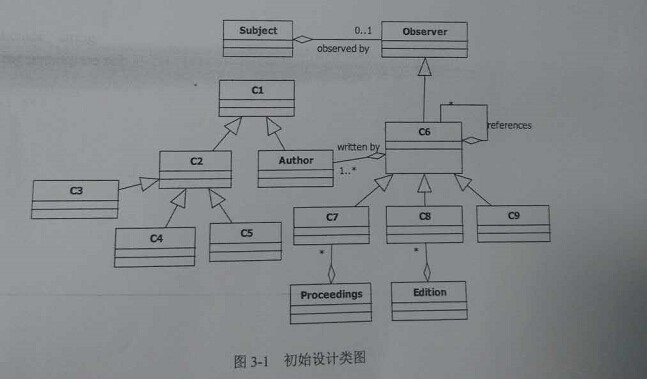 Subject
0..1
Observer
observed by
C1
*
C6
references
written by
C2
Author
1..*
C3
C4
C5
C7
C8
C9
*
*
Proceedings
Edition
图 3-1 初始设计类图